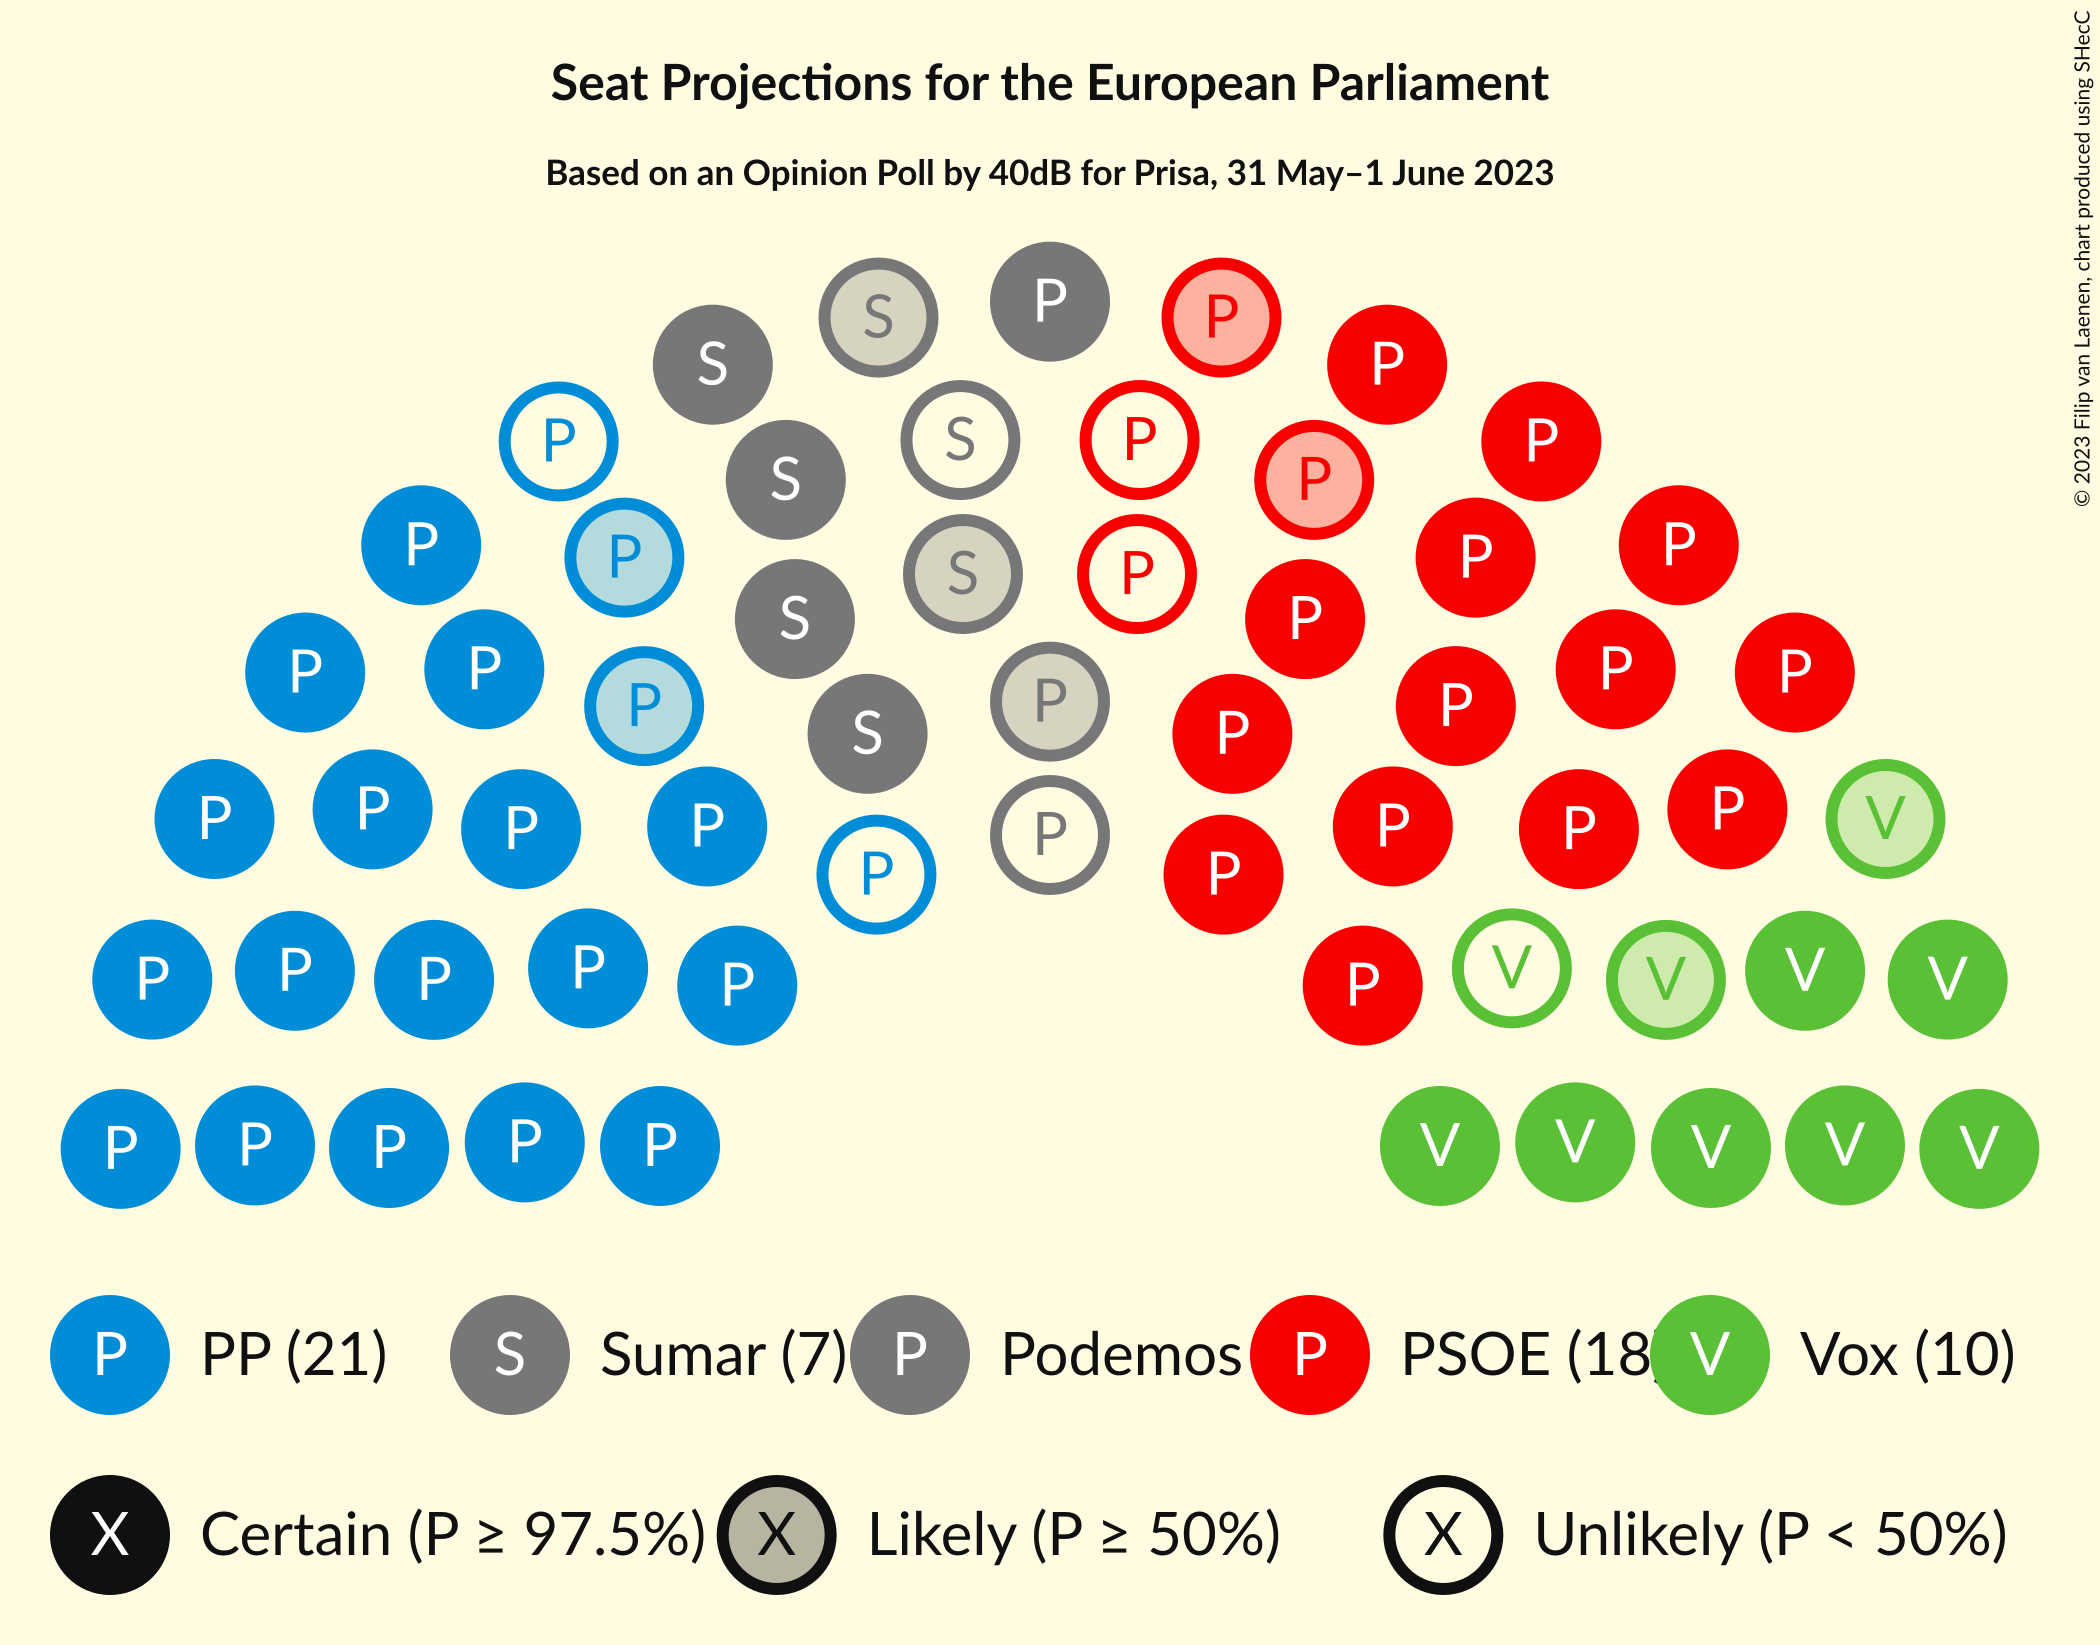 Seat Projections for the European Parliament
Based on an Opinion Poll by 40dB for Prisa, 31 May–1 June 2023
© 2023 Filip van Laenen, chart produced using SHecC
P
S P
S P P
P S P P
S P
P P S P P P
P S P
P P P P P P
P S P P
P P P P P P P V
P P P
P P P P P P V V V V
P P P P P V V V V V
P PP (21) S Sumar (7) P Podemos P PSOE (18 V Vox (10)
X Certain (P ≥ 97.5%) X Likely (P ≥ 50%) X Unlikely (P < 50%)